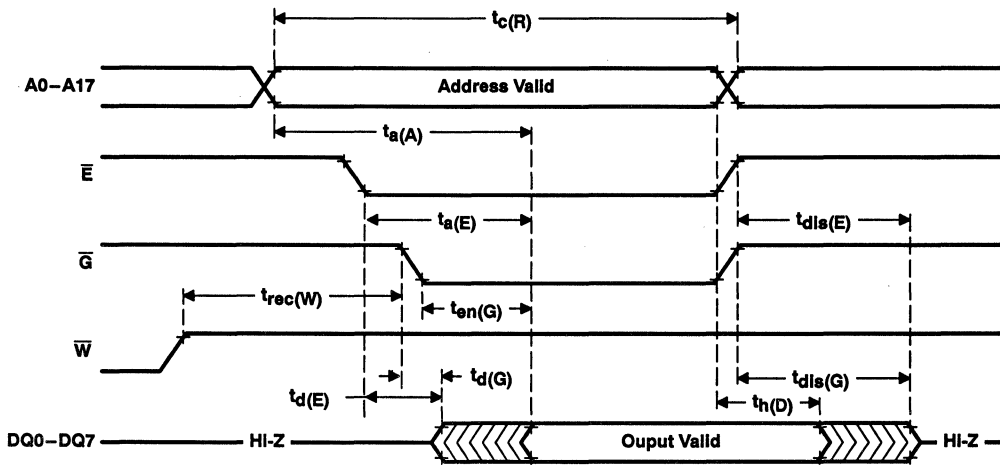 tc(R)
A0–A17
Address Valid
ta(A)
E̅
ta(E)
tdis(E)
G̅
trec(W)
ten(G)
W̅
td(G)
tdis(G)
td(E)
th(D)
DQ0–DQ7
HI-Z
Ouput Valid
HI-Z